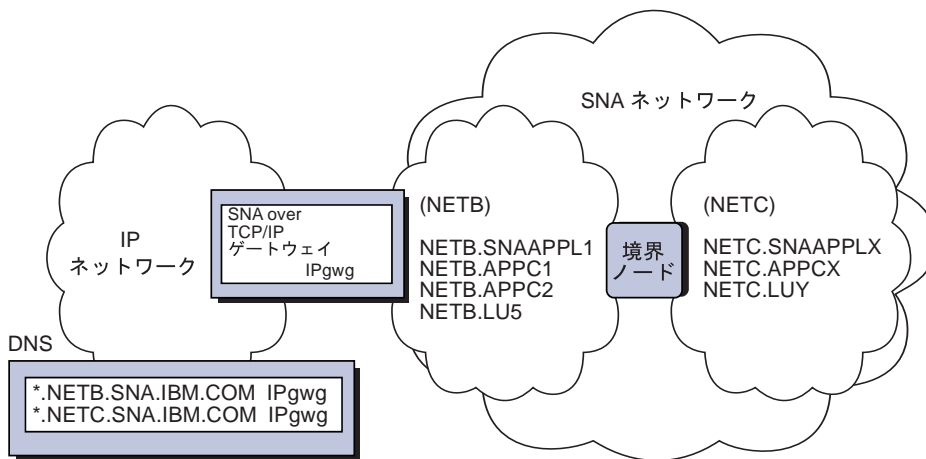 SNA ネットワーク
IP
ネットワーク
SNA over
TCP/IP
ゲートウェイ
IPgwg
(NETB)
NETB.SNAAPPL1
NETB.APPC1
NETB.APPC2
NETB.LU5
境界
ノード
(NETC)
NETC.SNAAPPLX
NETC.APPCX
NETC.LUY
DNS
*.NETB.SNA.IBM.COM IPgwg
*.NETC.SNA.IBM.COM IPgwg